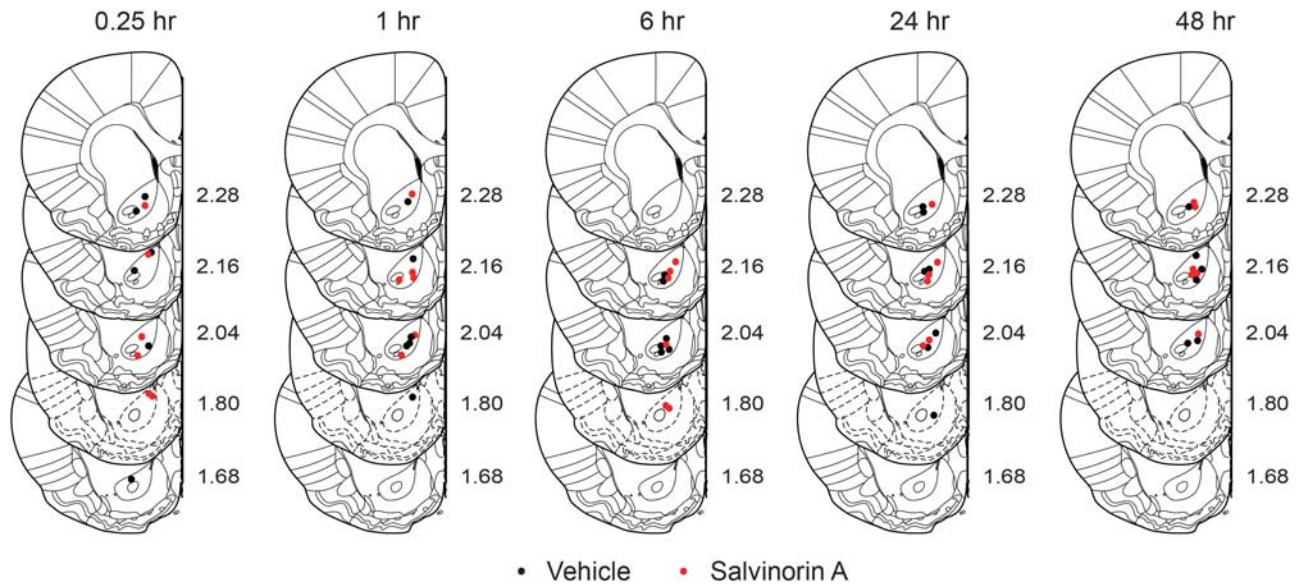 0.25 hr 1 hr 6 hr 24 hr 48 hr
2.28 2.28 2.28 2.28 2.28
2.16 2.16 2.16 2.16 2.16
2.04 2.04 2.04 2.04 2.04
1.80 1.80 1.80 1.80 1.80
1.68 1.68 1.68 1.68 1.68
Vehicle Salvinorin A